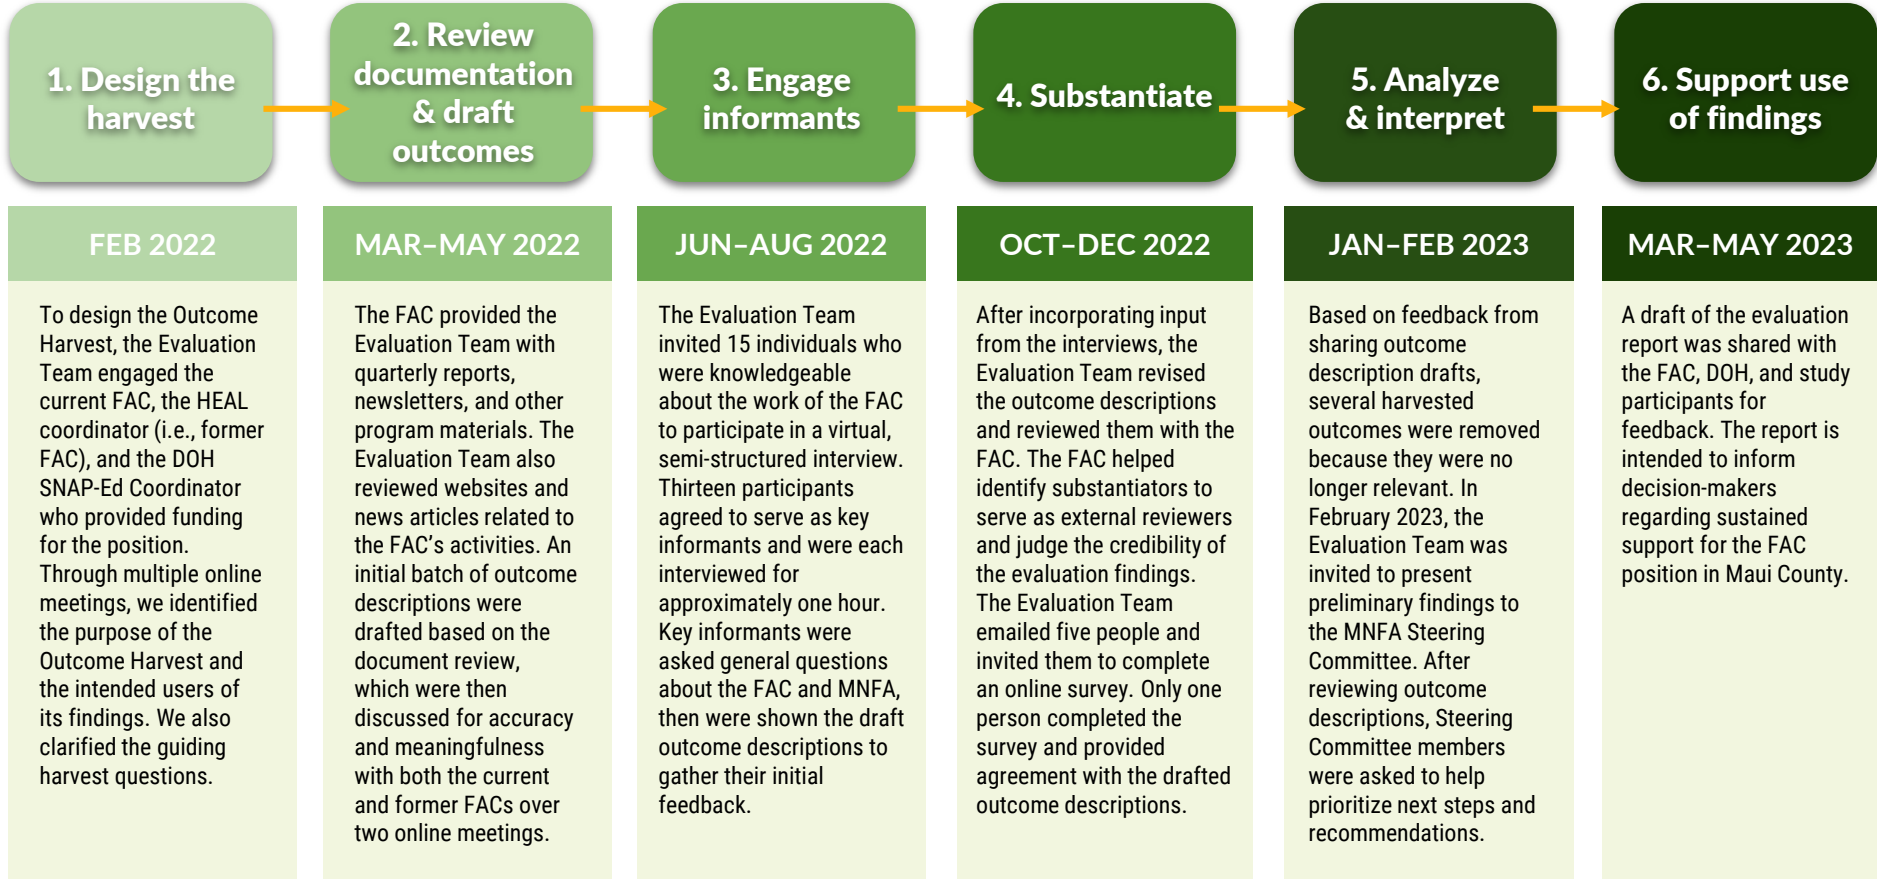 1. Design the
harvest
2. Review
documentation
& draft
outcomes
3. Engage
informants
4. Substantiate
5. Analyze
& interpret
6. Support use
of findings
FEB 2022
To design the Outcome
Harvest, the Evaluation
Team engaged the
current FAC, the HEAL
coordinator (i.e., former
FAC), and the DOH
SNAP-Ed Coordinator
who provided funding
for the position.
Through multiple online
meetings, we identified
the purpose of the
Outcome Harvest and
the intended users of
its findings. We also
clarified the guiding
harvest questions.
MAR–MAY 2022
The FAC provided the
Evaluation Team with
quarterly reports,
newsletters, and other
program materials. The
Evaluation Team also
reviewed websites and
news articles related to
the FAC’s activities. An
initial batch of outcome
descriptions were
drafted based on the
document review,
which were then
discussed for accuracy
and meaningfulness
with both the current
and former FACs over
two online meetings.
JUN–AUG 2022
The Evaluation Team
invited 15 individuals who
were knowledgeable
about the work of the FAC
to participate in a virtual,
semi-structured interview.
Thirteen participants
agreed to serve as key
informants and were each
interviewed for
approximately one hour.
Key informants were
asked general questions
about the FAC and MNFA,
then were shown the draft
outcome descriptions to
gather their initial
feedback.
OCT–DEC 2022
After incorporating input
from the interviews, the
Evaluation Team revised
the outcome descriptions
and reviewed them with the
FAC. The FAC helped
identify substantiators to
serve as external reviewers
and judge the credibility of
the evaluation findings.
The Evaluation Team
emailed five people and
invited them to complete
an online survey. Only one
person completed the
survey and provided
agreement with the drafted
outcome descriptions.
JAN–FEB 2023
Based on feedback from
sharing outcome
description drafts,
several harvested
outcomes were removed
because they were no
longer relevant. In
February 2023, the
Evaluation Team was
invited to present
preliminary findings to
the MNFA Steering
Committee. After
reviewing outcome
descriptions, Steering
Committee members
were asked to help
prioritize next steps and
recommendations.
MAR–MAY 2023
A draft of the evaluation
report was shared with
the FAC, DOH, and study
participants for
feedback. The report is
intended to inform
decision-makers
regarding sustained
support for the FAC
position in Maui County.